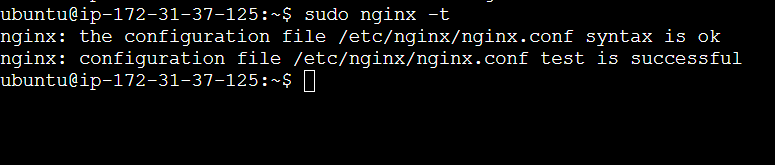 ubuntu@ip-172-31-37-125:~$ sudo nginx -t
nginx: the configuration file /etc/nginx/nginx.conf syntax is ok
nginx: configuration file /etc/nginx/nginx.conf test is successful
ubuntu@ip-172-31-37-125:~$